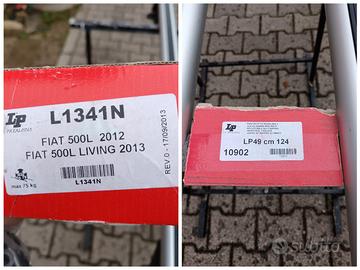 LP
L1341N
FIAT 500L 2012
FIAT 500L LIVING 2013
REV.0 - 17/09/2013
max 75 kg
L1341N
LP
LP49 cm 124
10902
subito